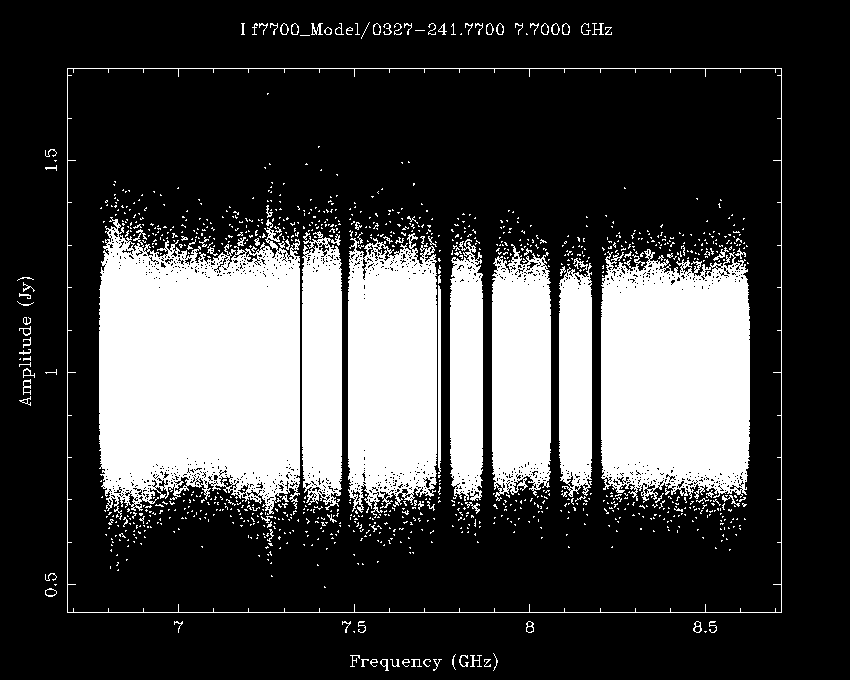 I f7700_Model/0327-241.7700 7.7000 GHz
Amplitude (Jy)
1.5
1
0.5
7 7.5 8 8.5
Frequency (GHz)